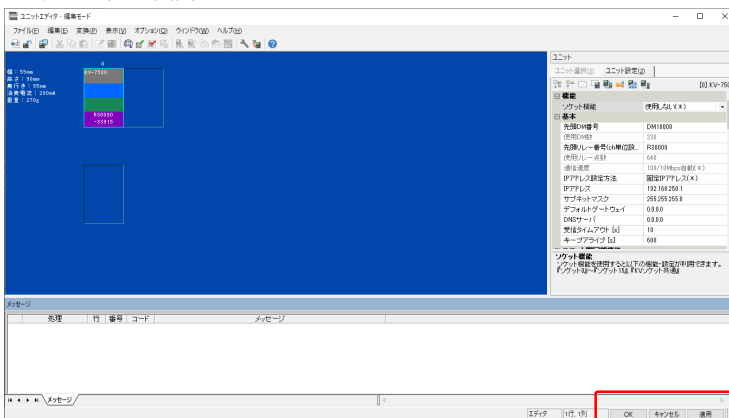 ユニットエディタ - 編集モード
ファイル(F) 編集(E) 変換(P) 表示(V) オプション(O) ウィンドウ(W) ヘルプ(H)
0
幅 : 55mm
高さ : 90mm
奥行き : 95mm
消費電流 : 200mA
重量 : 270g
KV-7500
R30000
-33915
ユニット
ユニット選択(1) ユニット設定(2)
[0] KV-750
機能
ソケット機能 使用しない(*)
基本
先頭DM番号 DM10000
使用DM数 230
先頭リレー番号(ch単位設... R30000
使用リレー点数 640
通信速度 100/10Mbps自動(*)
IPアドレス設定方法 固定IPアドレス(*)
IPアドレス 192.168.250.1
サブネットマスク 255.255.255.0
デフォルトゲートウェイ 0.0.0.0
DNSサーバ 0.0.0.0
受信タイムアウト [s] 10
キープアライブ [s] 600
ソケット機能
ソケット機能を使用すると以下の機能・設定が利用できます。
『ソケット0』~『ソケット15』、『KVソケット共通』
メッセージ
処理 行 番号 コード メッセージ
メッセージ
エディタ 1行, 1列 OK キャンセル 適用